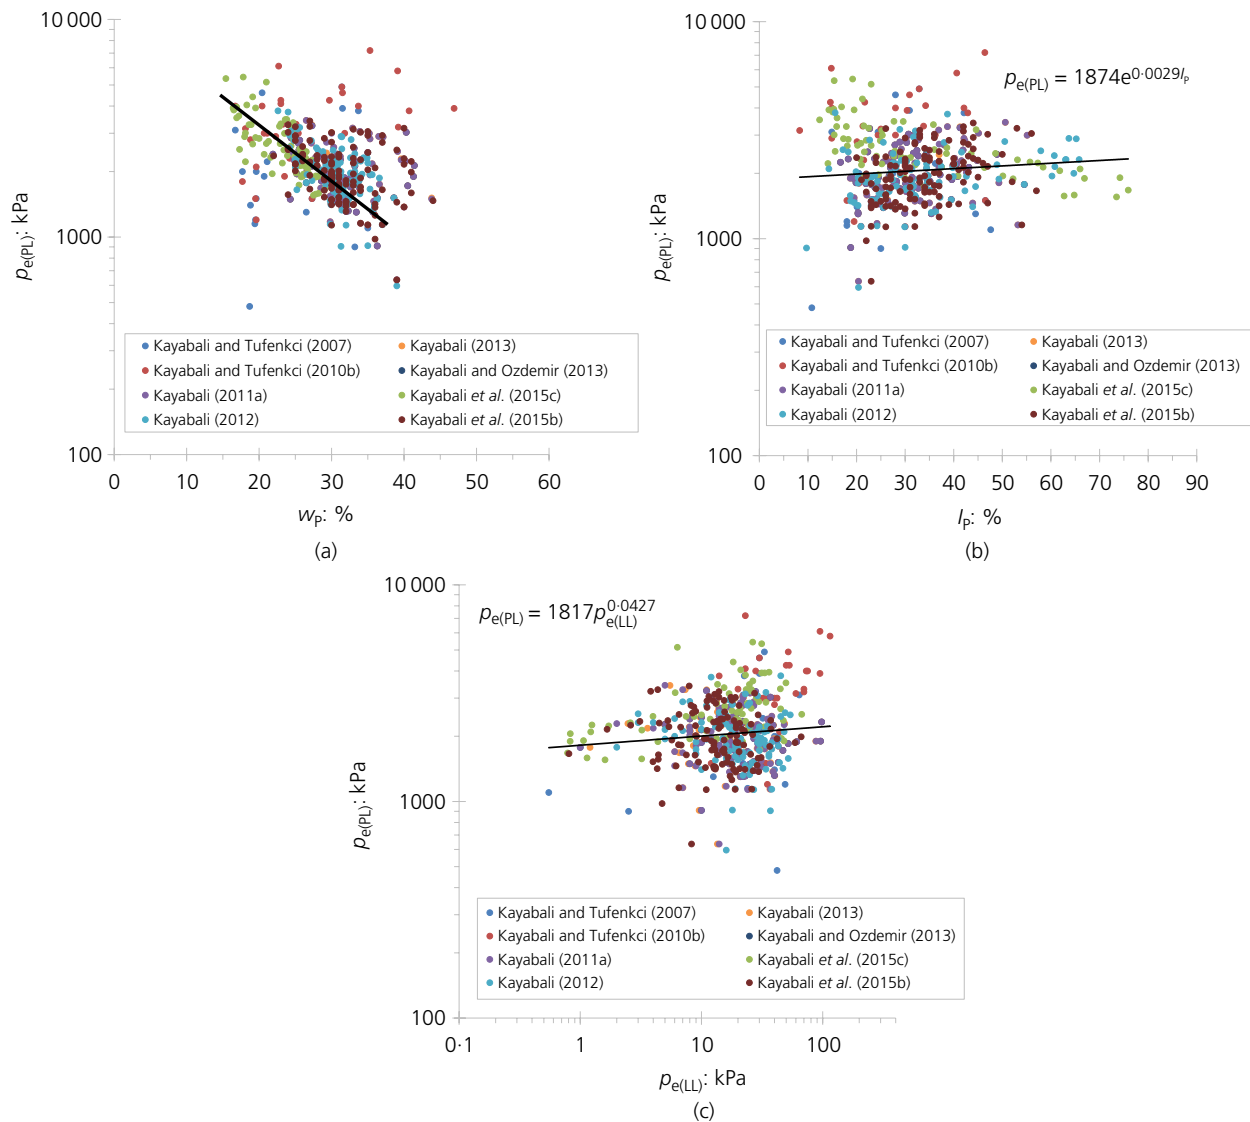 10 000
1000
100
p e(PL): kPa
Kayabali and Tufenkci (2007)
Kayabali (2013)
Kayabali and Tufenkci (2010b)
Kayabali and Ozdemir (2013)
Kayabali (2011a)
Kayabali et al. (2015c)
Kayabali (2012)
Kayabali et al. (2015b)
0 10 20 30 40 50 60
wP: %
(a)
10 000
pe(PL) = 1874e0·0029IP
1000
100
pe(PL): kPa
Kayabali and Tufenkci (2007)
Kayabali (2013)
Kayabali and Tufenkci (2010b)
Kayabali and Ozdemir (2013)
Kayabali (2011a)
Kayabali et al. (2015c)
Kayabali (2012)
Kayabali et al. (2015b)
0 10 20 30 40 50 60 70 80 90
IP: %
(b)
10 000
pe(PL) = 1817pe(LL)0·0427
1000
100
pe(PL): kPa
Kayabali and Tufenkci (2007)
Kayabali (2013)
Kayabali and Tufenkci (2010b)
Kayabali and Ozdemir (2013)
Kayabali (2011a)
Kayabali et al. (2015c)
Kayabali (2012)
Kayabali et al. (2015b)
0·1 1 10 100
pe(LL): kPa
(c)